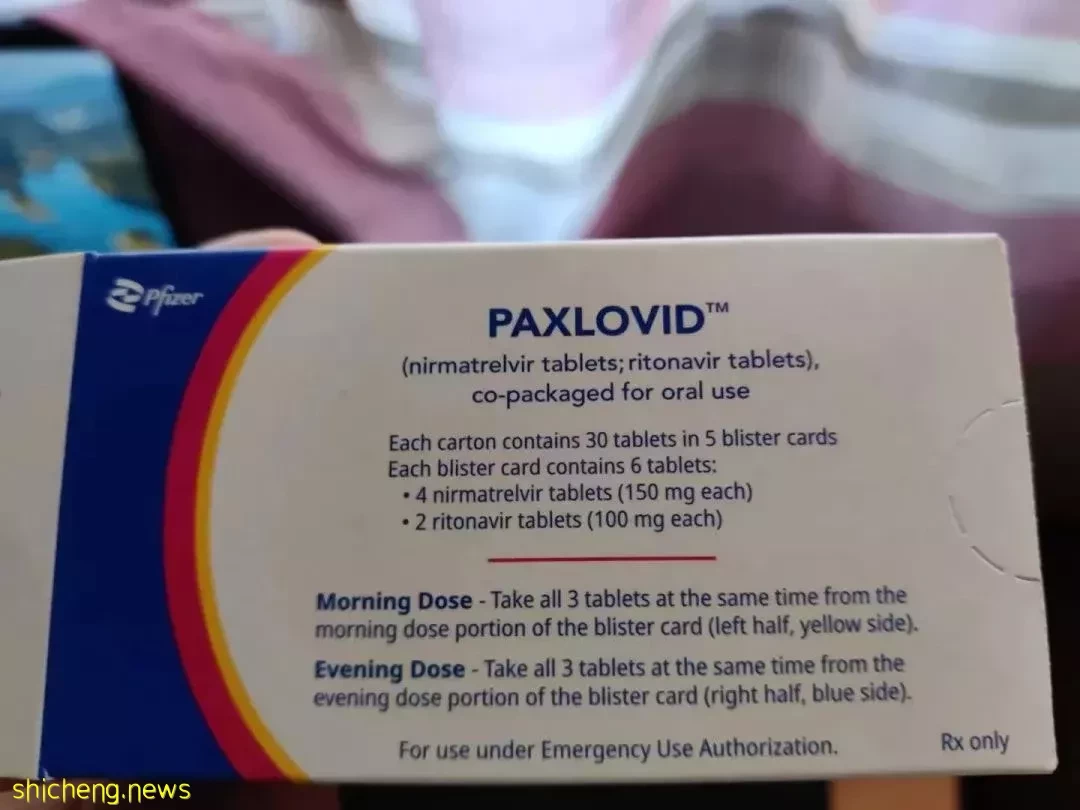 Pfizer
PAXLOVID™
(nirmatrelvir tablets; ritonavir tablets),
co-packaged for oral use
Each carton contains 30 tablets in 5 blister cards
Each blister card contains 6 tablets:
• 4 nirmatrelvir tablets (150 mg each)
• 2 ritonavir tablets (100 mg each)
Morning Dose - Take all 3 tablets at the same time from the
morning dose portion of the blister card (left half, yellow side).
Evening Dose - Take all 3 tablets at the same time from the
evening dose portion of the blister card (right half, blue side).
For use under Emergency Use Authorization.
Rx only
shicheng.news